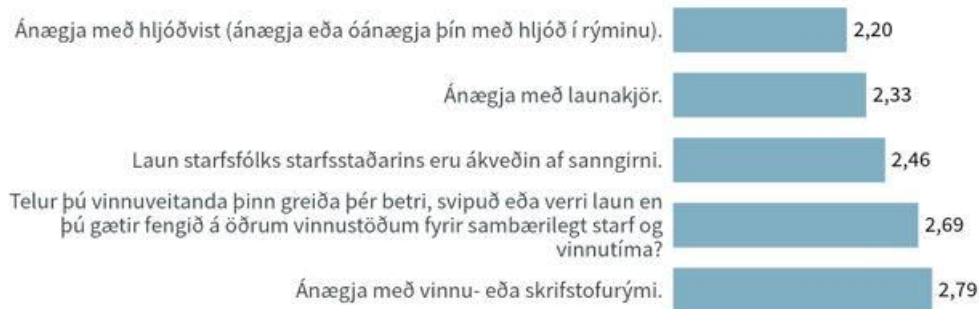 Ánægja með hljóðvist (ánægja eða óánægja þín með hljóð í rýminu). 2,20
Ánægja með launakjör. 2,33
Laun starfsfólks starfsstaðarins eru ákveðin af sanngirni. 2,46
Telur þú vinnuveitanda þinn greiða þér betri, svipuð eða verri laun en
þú gætir fengið á öðrum vinnustöðum fyrir sambærilegt starf og
vinnutíma? 2,69
Ánægja með vinnu- eða skrifstofurými. 2,79